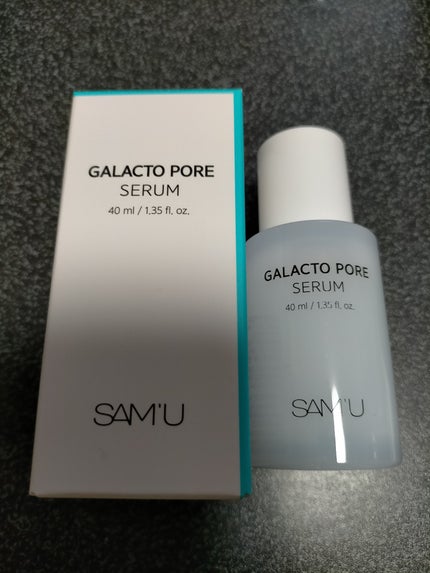 GALACTO PORE
SERUM
40 ml / 1.35 fl. oz.
SAM'U
GALACTO PORE
SERUM
40 ml / 1.35 fl. oz.
SAM'U